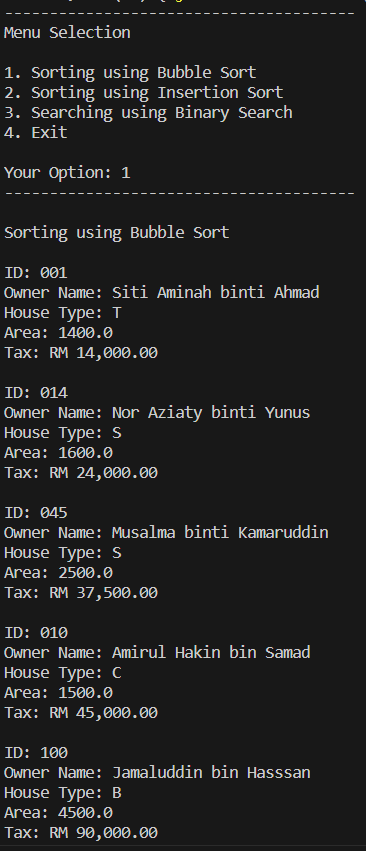 ---------------------------------------
Menu Selection
1. Sorting using Bubble Sort
2. Sorting using Insertion Sort
3. Searching using Binary Search
4. Exit
Your Option: 1
---------------------------------------
Sorting using Bubble Sort
ID: 001
Owner Name: Siti Aminah binti Ahmad
House Type: T
Area: 1400.0
Tax: RM 14,000.00
ID: 014
Owner Name: Nor Aziaty binti Yunus
House Type: S
Area: 1600.0
Tax: RM 24,000.00
ID: 045
Owner Name: Musalma binti Kamaruddin
House Type: S
Area: 2500.0
Tax: RM 37,500.00
ID: 010
Owner Name: Amirul Hakin bin Samad
House Type: C
Area: 1500.0
Tax: RM 45,000.00
ID: 100
Owner Name: Jamaluddin bin Hasssan
House Type: B
Area: 4500.0
Tax: RM 90,000.00